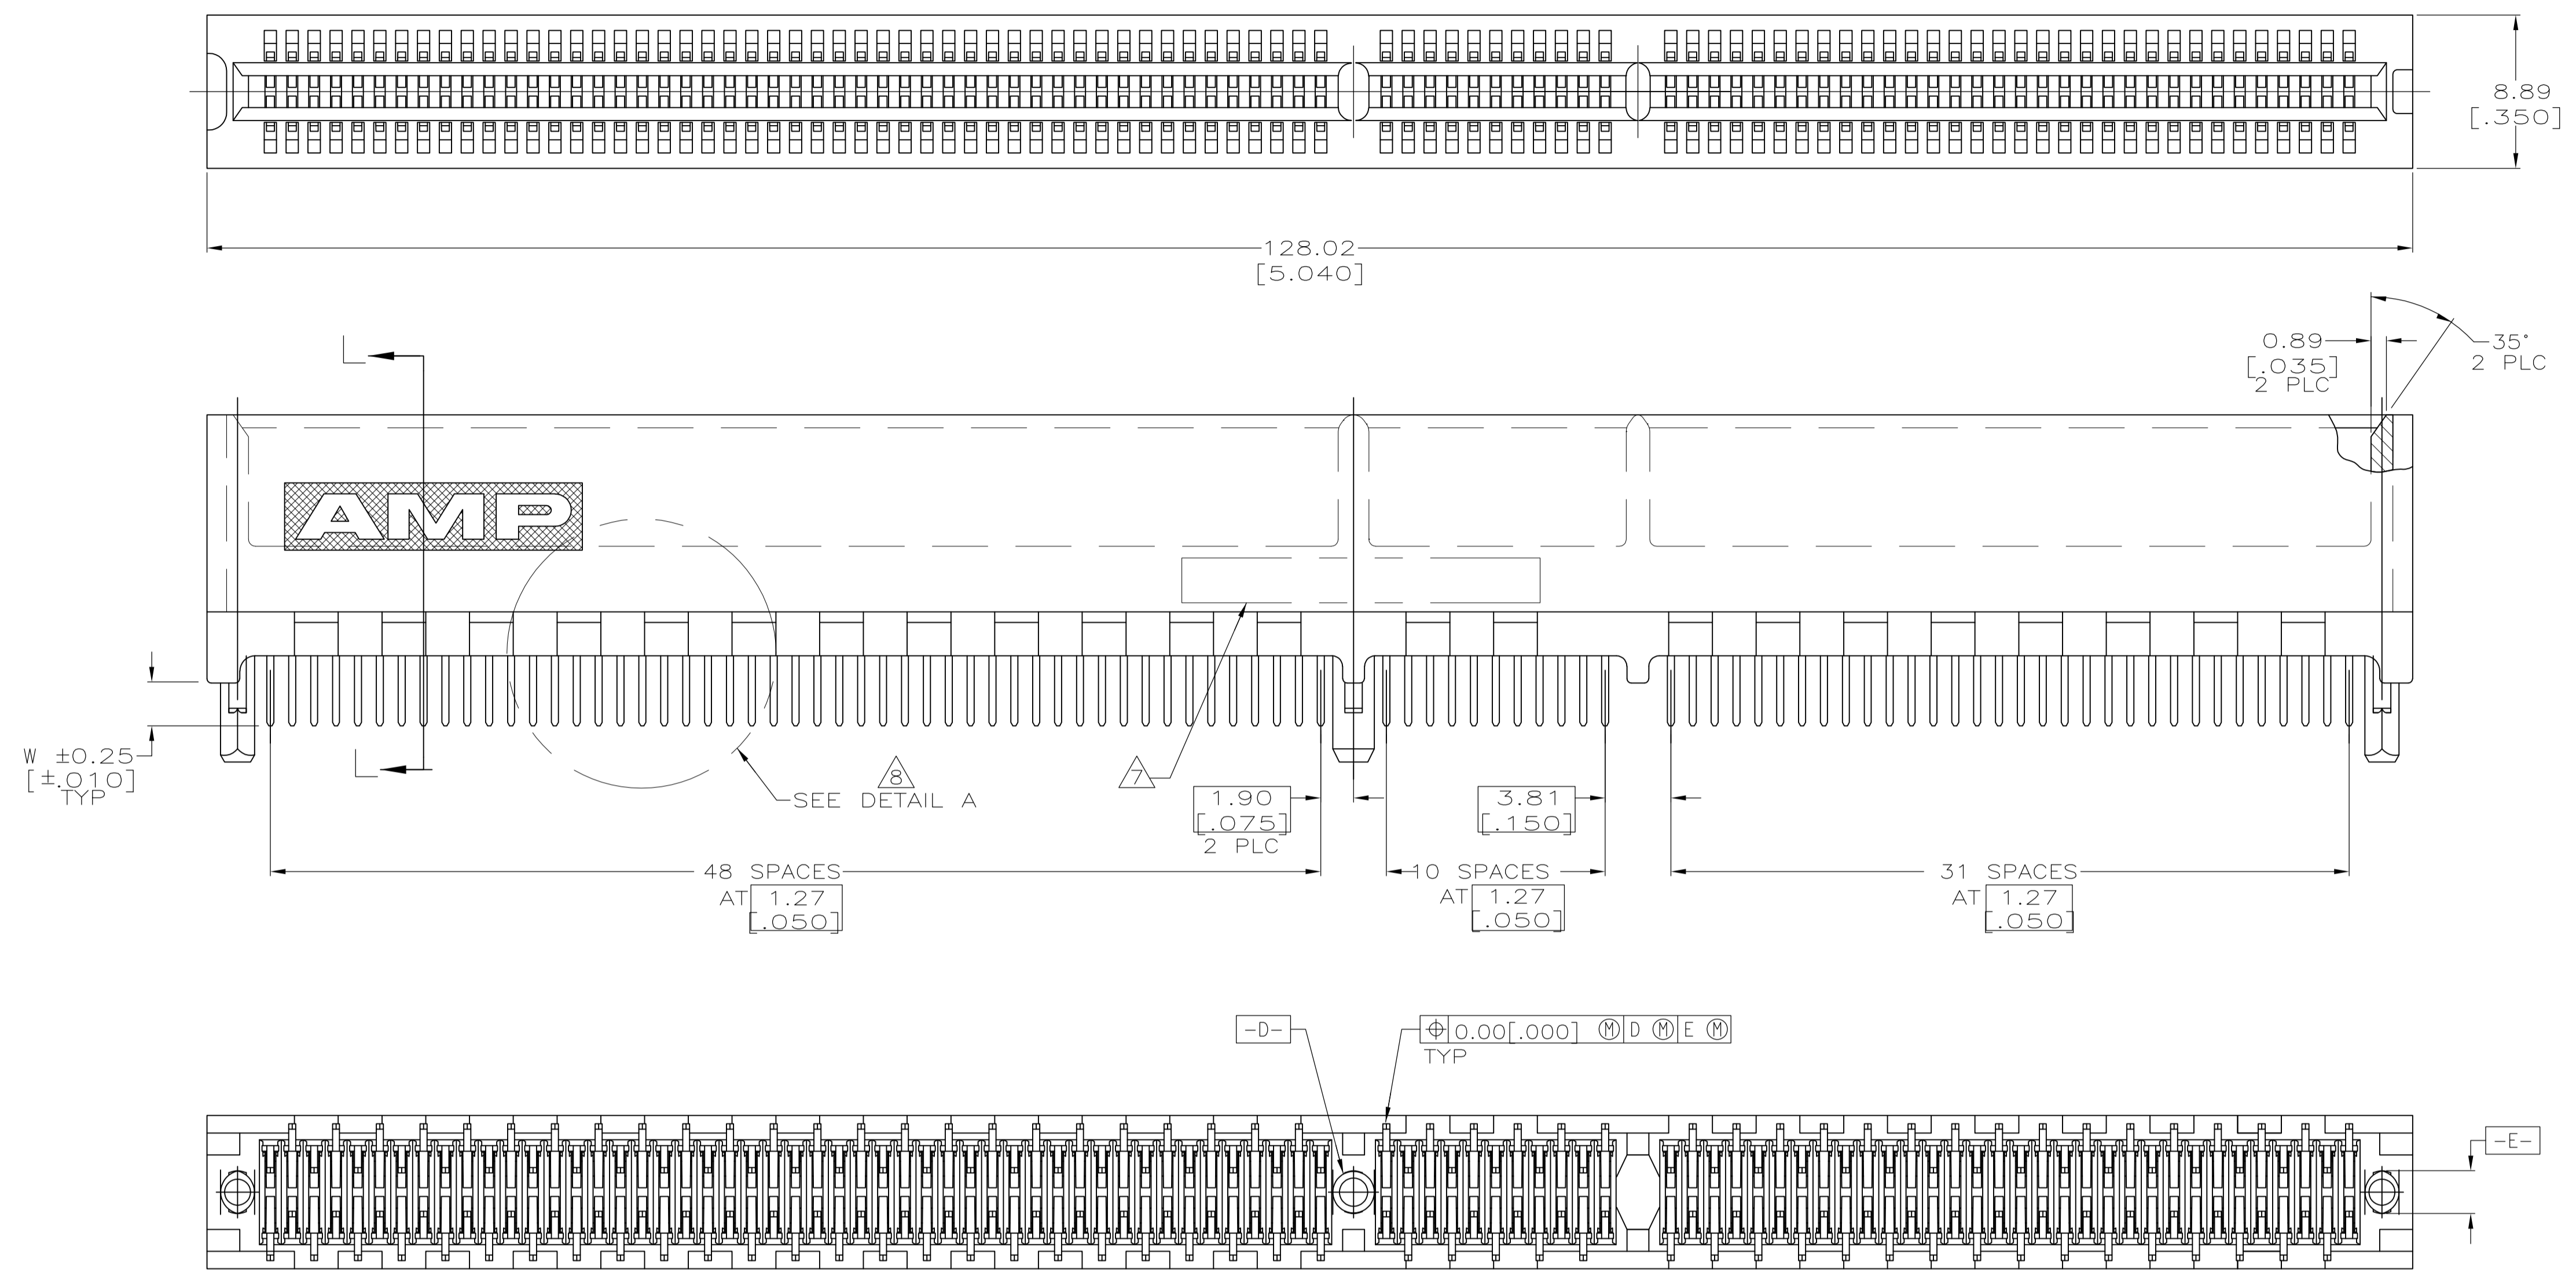 8.89
[.350]
128.02
[5.040]
0.89
[.035]
2 PLC
35°
2 PLC
AMP
W ±0.25
[±.010]
TYP
SEE DETAIL A
8
7
1.90
[.075]
2 PLC
3.81
[.150]
48 SPACES
AT 1.27
[.050]
10 SPACES
AT 1.27
[.050]
31 SPACES
AT 1.27
[.050]
-D-
⌖ 0.00[.000] Ⓜ D Ⓜ E Ⓜ
TYP
-E-